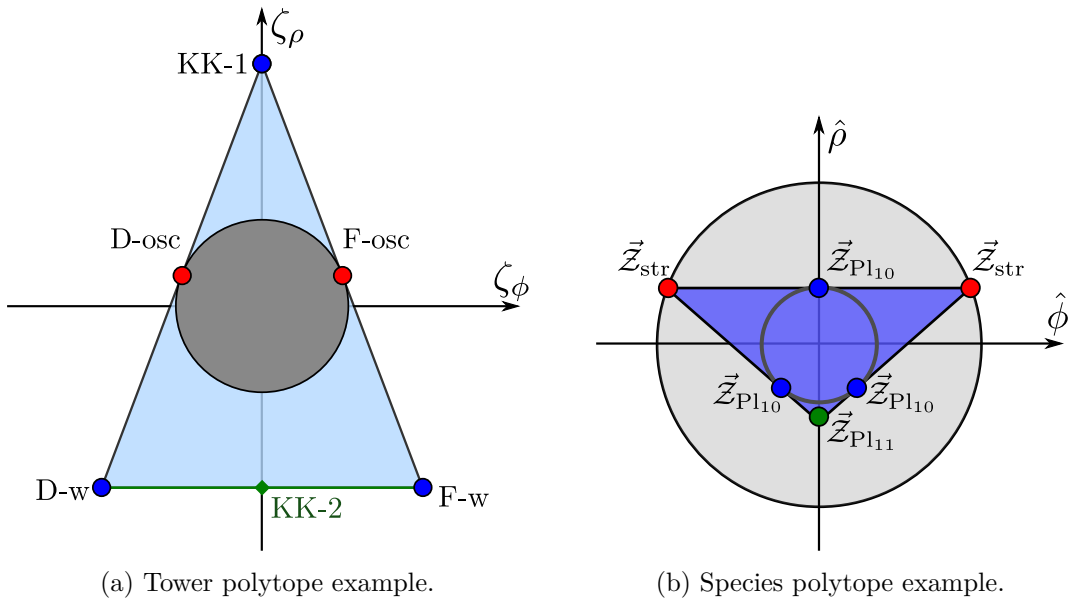 ζ_ρ
KK-1
D-osc
F-osc
ζ_ϕ
D-w
KK-2
F-w
(a) Tower polytope example.
ρ̂
𝒵⃗_str
𝒵⃗_Pl₁₀
𝒵⃗_str
ϕ̂
𝒵⃗_Pl₁₀
𝒵⃗_Pl₁₀
𝒵⃗_Pl₁₁
(b) Species polytope example.